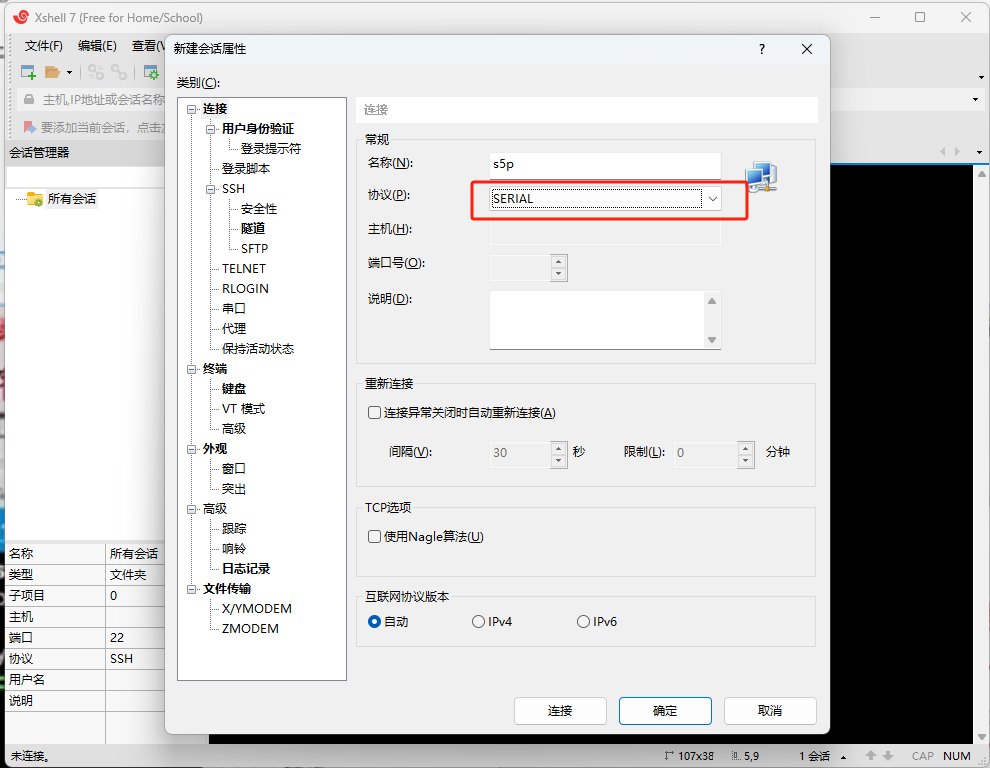 Xshell 7 (Free for Home/School)
文件(F) 编辑(E) 查看(V
主机,IP地址或会话名称
要添加当前会话，点击左
会话管理器
所有会话
名称 所有会话
类型 文件夹
子项目 0
主机
端口 22
协议 SSH
用户名
说明
未连接。
新建会话属性 ?
类别(C):
连接
用户身份验证
登录提示符
登录脚本
SSH
安全性
隧道
SFTP
TELNET
RLOGIN
串口
代理
保持活动状态
终端
键盘
VT 模式
高级
外观
窗口
突出
高级
跟踪
响铃
日志记录
文件传输
X/YMODEM
ZMODEM
连接
常规
名称(N): s5p
协议(P): SERIAL
主机(H):
端口号(O):
说明(D):
重新连接
连接异常关闭时自动重新连接(A)
间隔(V): 30 秒 限制(L): 0 分钟
TCP选项
使用Nagle算法(U)
互联网协议版本
自动 IPv4 IPv6
连接 确定 取消
107x38 5,9 1 会话 CAP NUM